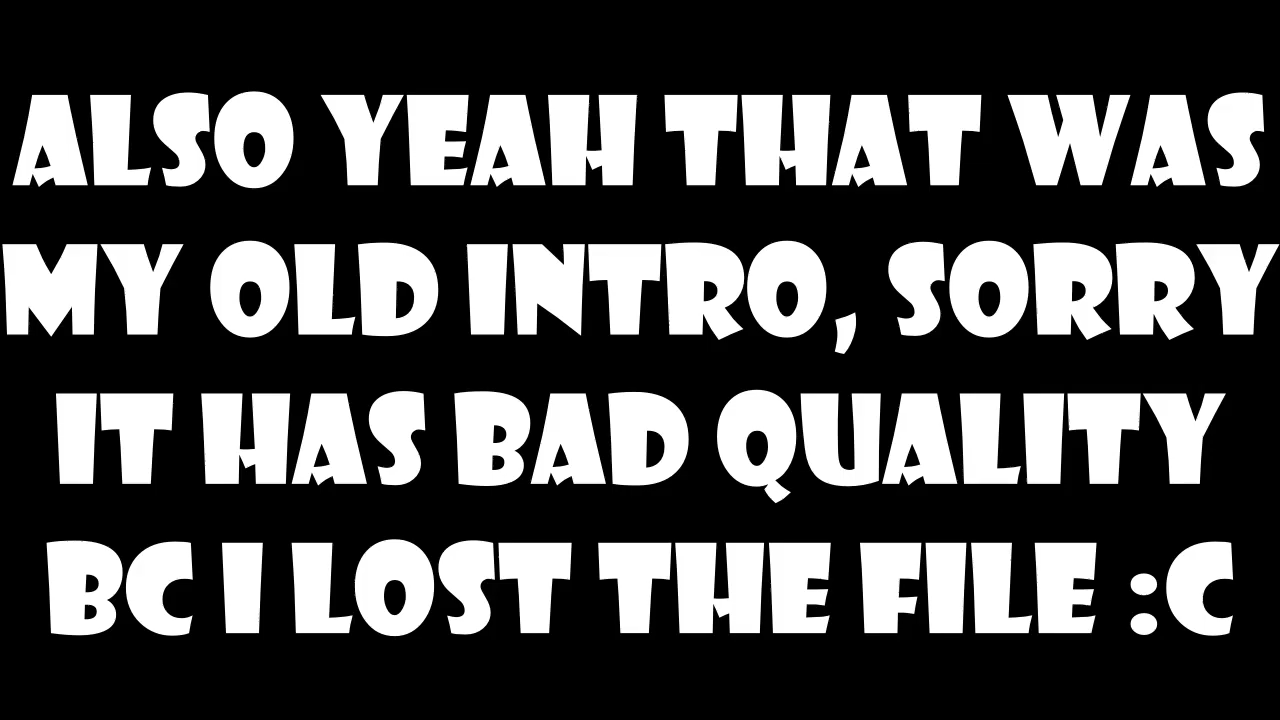 ALSO YEAH THAT WAS
MY OLD INTRO, SORRY
IT HAS BAD QUALITY
BC I LOST THE FILE :C